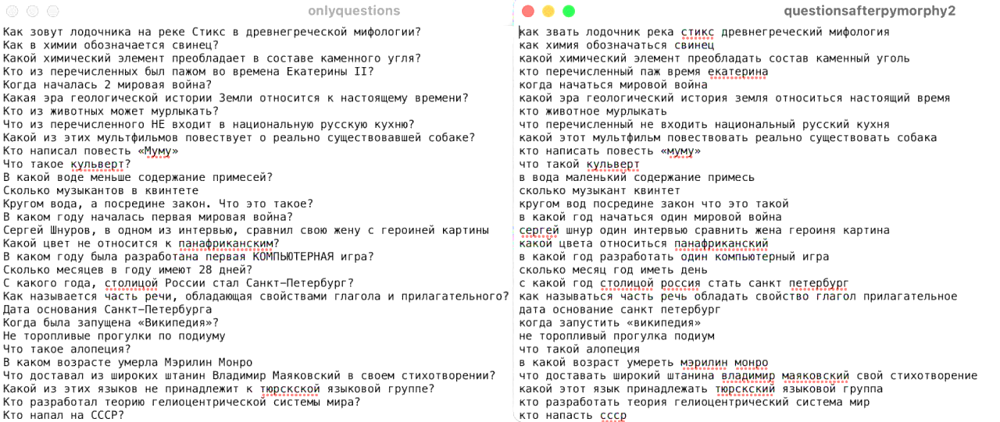 onlyquestions
Как зовут лодочника на реке Стикс в древнегреческой мифологии?
Как в химии обозначается свинец?
Какой химический элемент преобладает в составе каменного угля?
Кто из перечисленных был пажом во времена Екатерины II?
Когда началась 2 мировая война?
Какая эра геологической истории Земли относится к настоящему времени?
Кто из животных может мурлыкать?
Что из перечисленного НЕ входит в национальную русскую кухню?
Какой из этих мультфильмов повествует о реально существовавшей собаке?
Кто написал повесть «Муму»
Что такое кульверт?
В какой воде меньше содержание примесей?
Сколько музыкантов в квинтете
Кругом вода, а посредине закон. Что это такое?
В каком году началась первая мировая война?
Сергей Шнуров, в одном из интервью, сравнил свою жену с героиней картины
Какой цвет не относится к панафриканским?
В каком году была разработана первая КОМПЬЮТЕРНАЯ игра?
Сколько месяцев в году имеют 28 дней?
С какого года, столицой России стал Санкт-Петербург?
Как называется часть речи, обладающая свойствами глагола и прилагательного?
Дата основания Санкт-Петербурга
Когда была запущена «Википедия»?
Не торопливые прогулки по подиуму
Что такое алопеция?
В каком возрасте умерла Мэрилин Монро
Что доставал из широких штанин Владимир Маяковский в своем стихотворении?
Какой из этих языков не принадлежит к тюрскской языковой группе?
Кто разработал теорию гелиоцентрической системы мира?
Кто напал на СССР?
questionsafterpymorphy2
как звать лодочник река стикс древнегреческий мифология
как химия обозначаться свинец
какой химический элемент преобладать состав каменный уголь
кто перечисленный паж время екатерина
когда начаться мировой война
какой эра геологический история земля относиться настоящий время
кто животное мурлыкать
что перечисленный не входить национальный русский кухня
какой этот мультфильм повествовать реально существовать собака
кто написать повесть «муму»
что такой кульверт
в вода маленький содержание примесь
сколько музыкант квинтет
кругом вод посредине закон что это такой
в какой год начаться один мировой война
сергей шнур один интервью сравнить жена героиня картина
какой цвета относиться панафриканский
в какой год разработать один компьютерный игра
сколько месяц год иметь день
с какой год столицой россия стать санкт петербург
как называться часть речь обладать свойство глагол прилагательное
дата основание санкт петербург
когда запустить «википедия»
не торопливый прогулка подиум
что такой алопеция
в какой возраст умереть мэрилин монро
что доставать широкий штанина владимир маяковский свой стихотворение
какой этот язык принадлежать тюрскский языковой группа
кто разработать теория гелиоцентрический система мир
кто напасть ссср